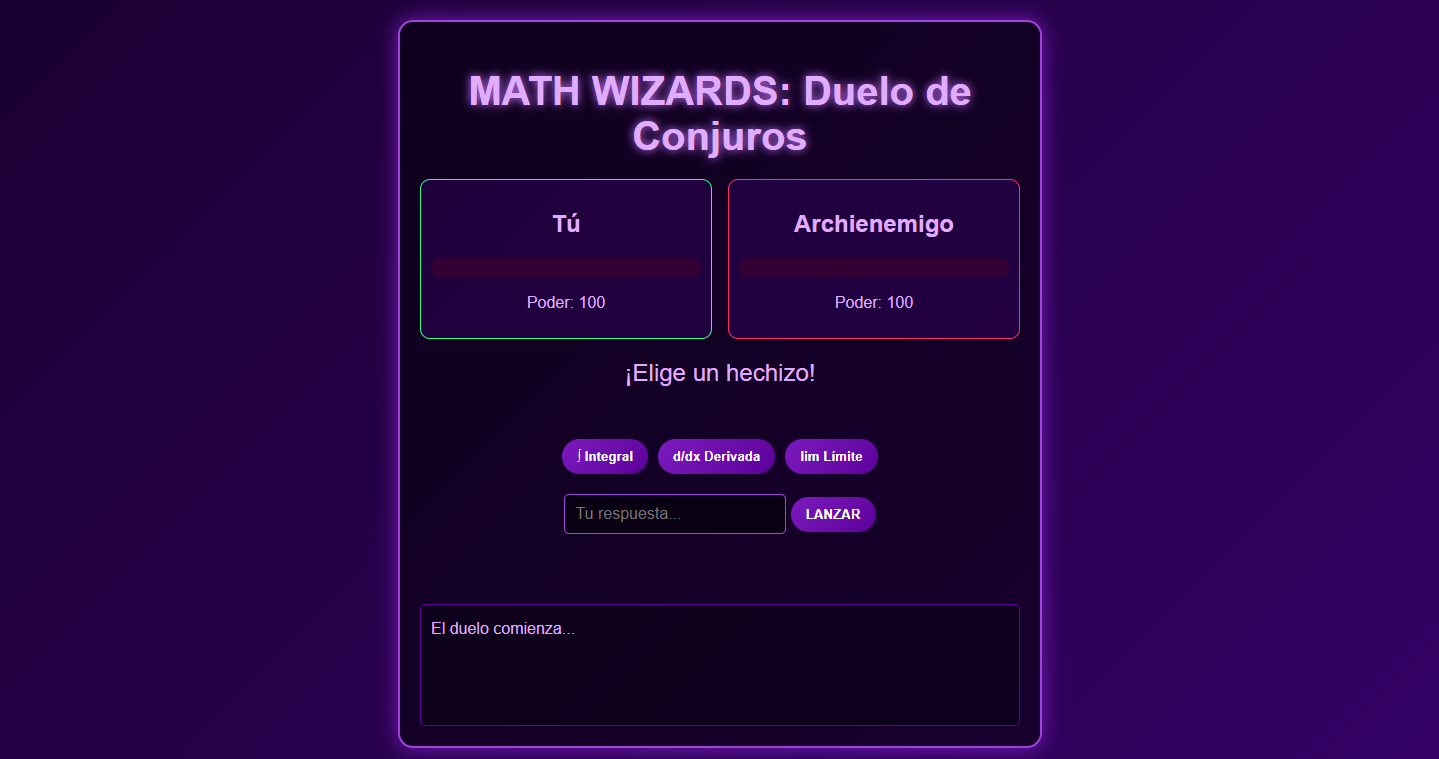 MATH WIZARDS: Duelo de
Conjuros
Tú
Archienemigo
Poder: 100
Poder: 100
¡Elige un hechizo!
∫ Integral
d/dx Derivada
lim Límite
Tu respuesta...
LANZAR
El duelo comienza...